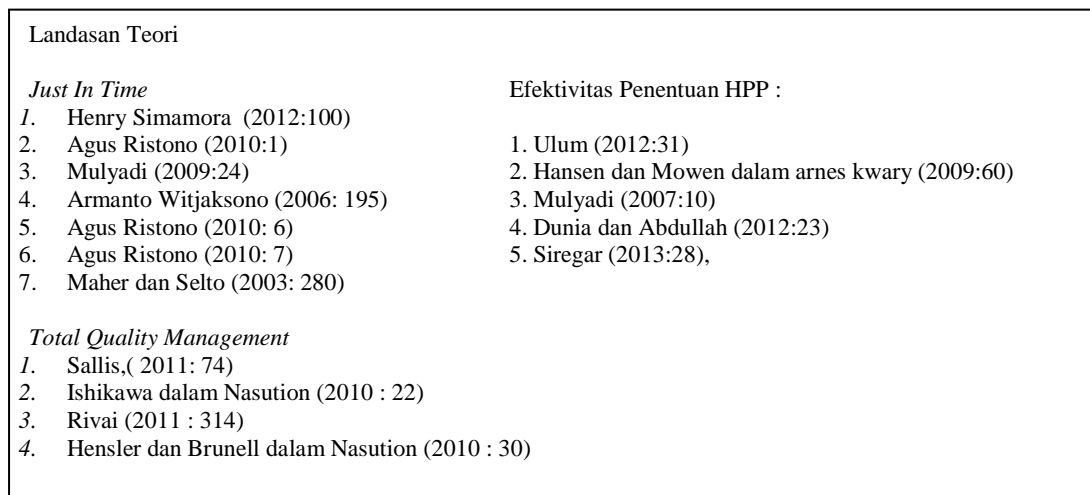 Landasan Teori
Just In Time
1. Henry Simamora (2012:100)
2. Agus Ristono (2010:1)
3. Mulyadi (2009:24)
4. Armanto Witjaksono (2006: 195)
5. Agus Ristono (2010: 6)
6. Agus Ristono (2010: 7)
7. Maher dan Selto (2003: 280)
Efektivitas Penentuan HPP :
1. Ulum (2012:31)
2. Hansen dan Mowen dalam arnes kwary (2009:60)
3. Mulyadi (2007:10)
4. Dunia dan Abdullah (2012:23)
5. Siregar (2013:28),
Total Quality Management
1. Sallis,( 2011: 74)
2. Ishikawa dalam Nasution (2010 : 22)
3. Rivai (2011 : 314)
4. Hensler dan Brunell dalam Nasution (2010 : 30)